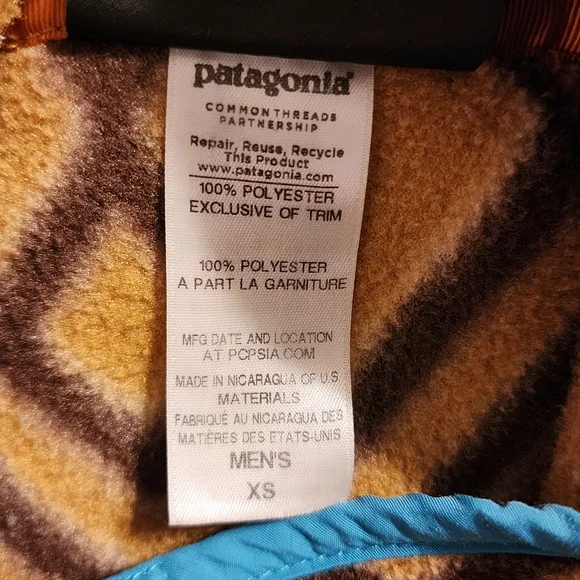 patagonia®
COMMON THREADS
PARTNERSHIP
Repair, Reuse, Recycle
This Product
www.patagonia.com
100% POLYESTER
EXCLUSIVE OF TRIM
100% POLYESTER
A PART LA GARNITURE
MFG DATE AND LOCATION
AT PCPSIA.COM
MADE IN NICARAGUA OF U.S.
MATERIALS
FABRIQUÉ AU NICARAGUA DES
MATIÈRES DES ETATS-UNIS
MEN'S
XS